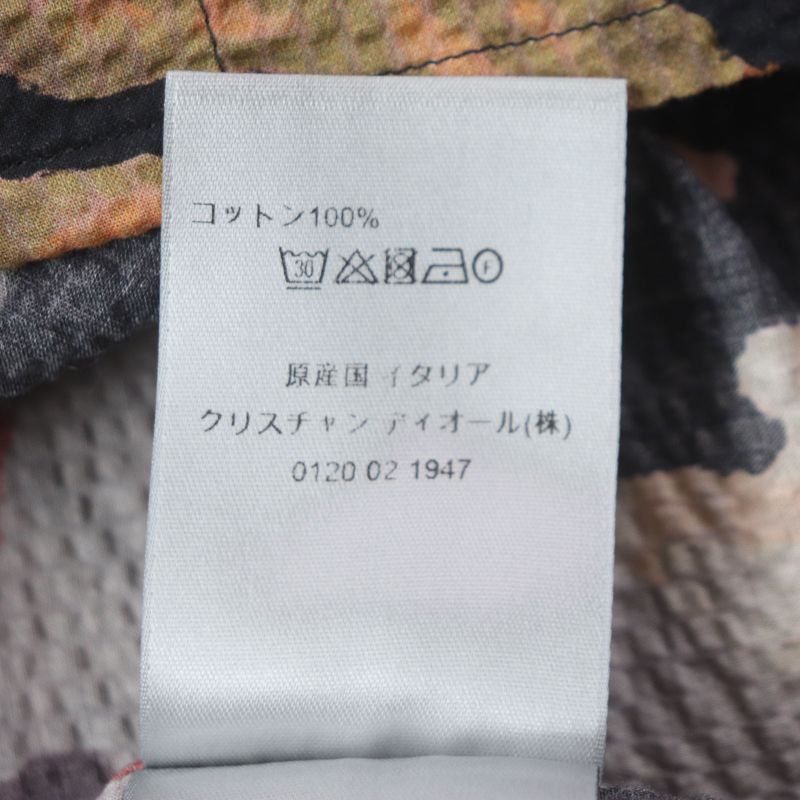 コットン100%
30
F
原産国 イタリア
クリスチャン ディオール(株)
0120 02 1947